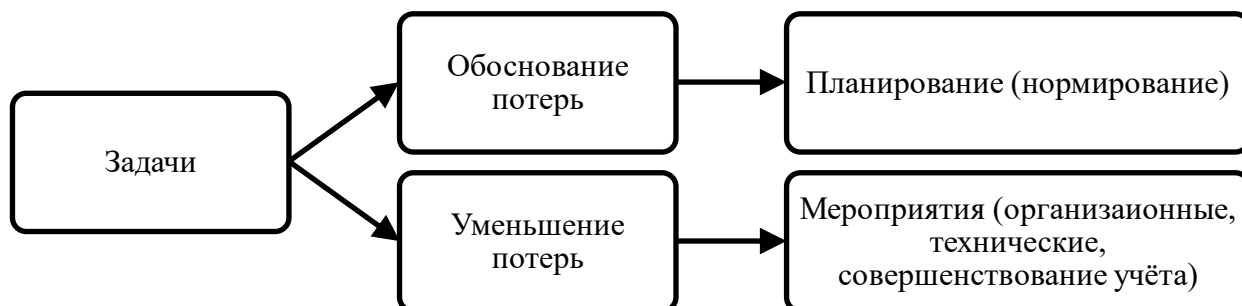 Задачи
Обоснование
потерь
Планирование (нормирование)
Уменьшение
потерь
Мероприятия (организаионные,
технические,
совершенствование учёта)